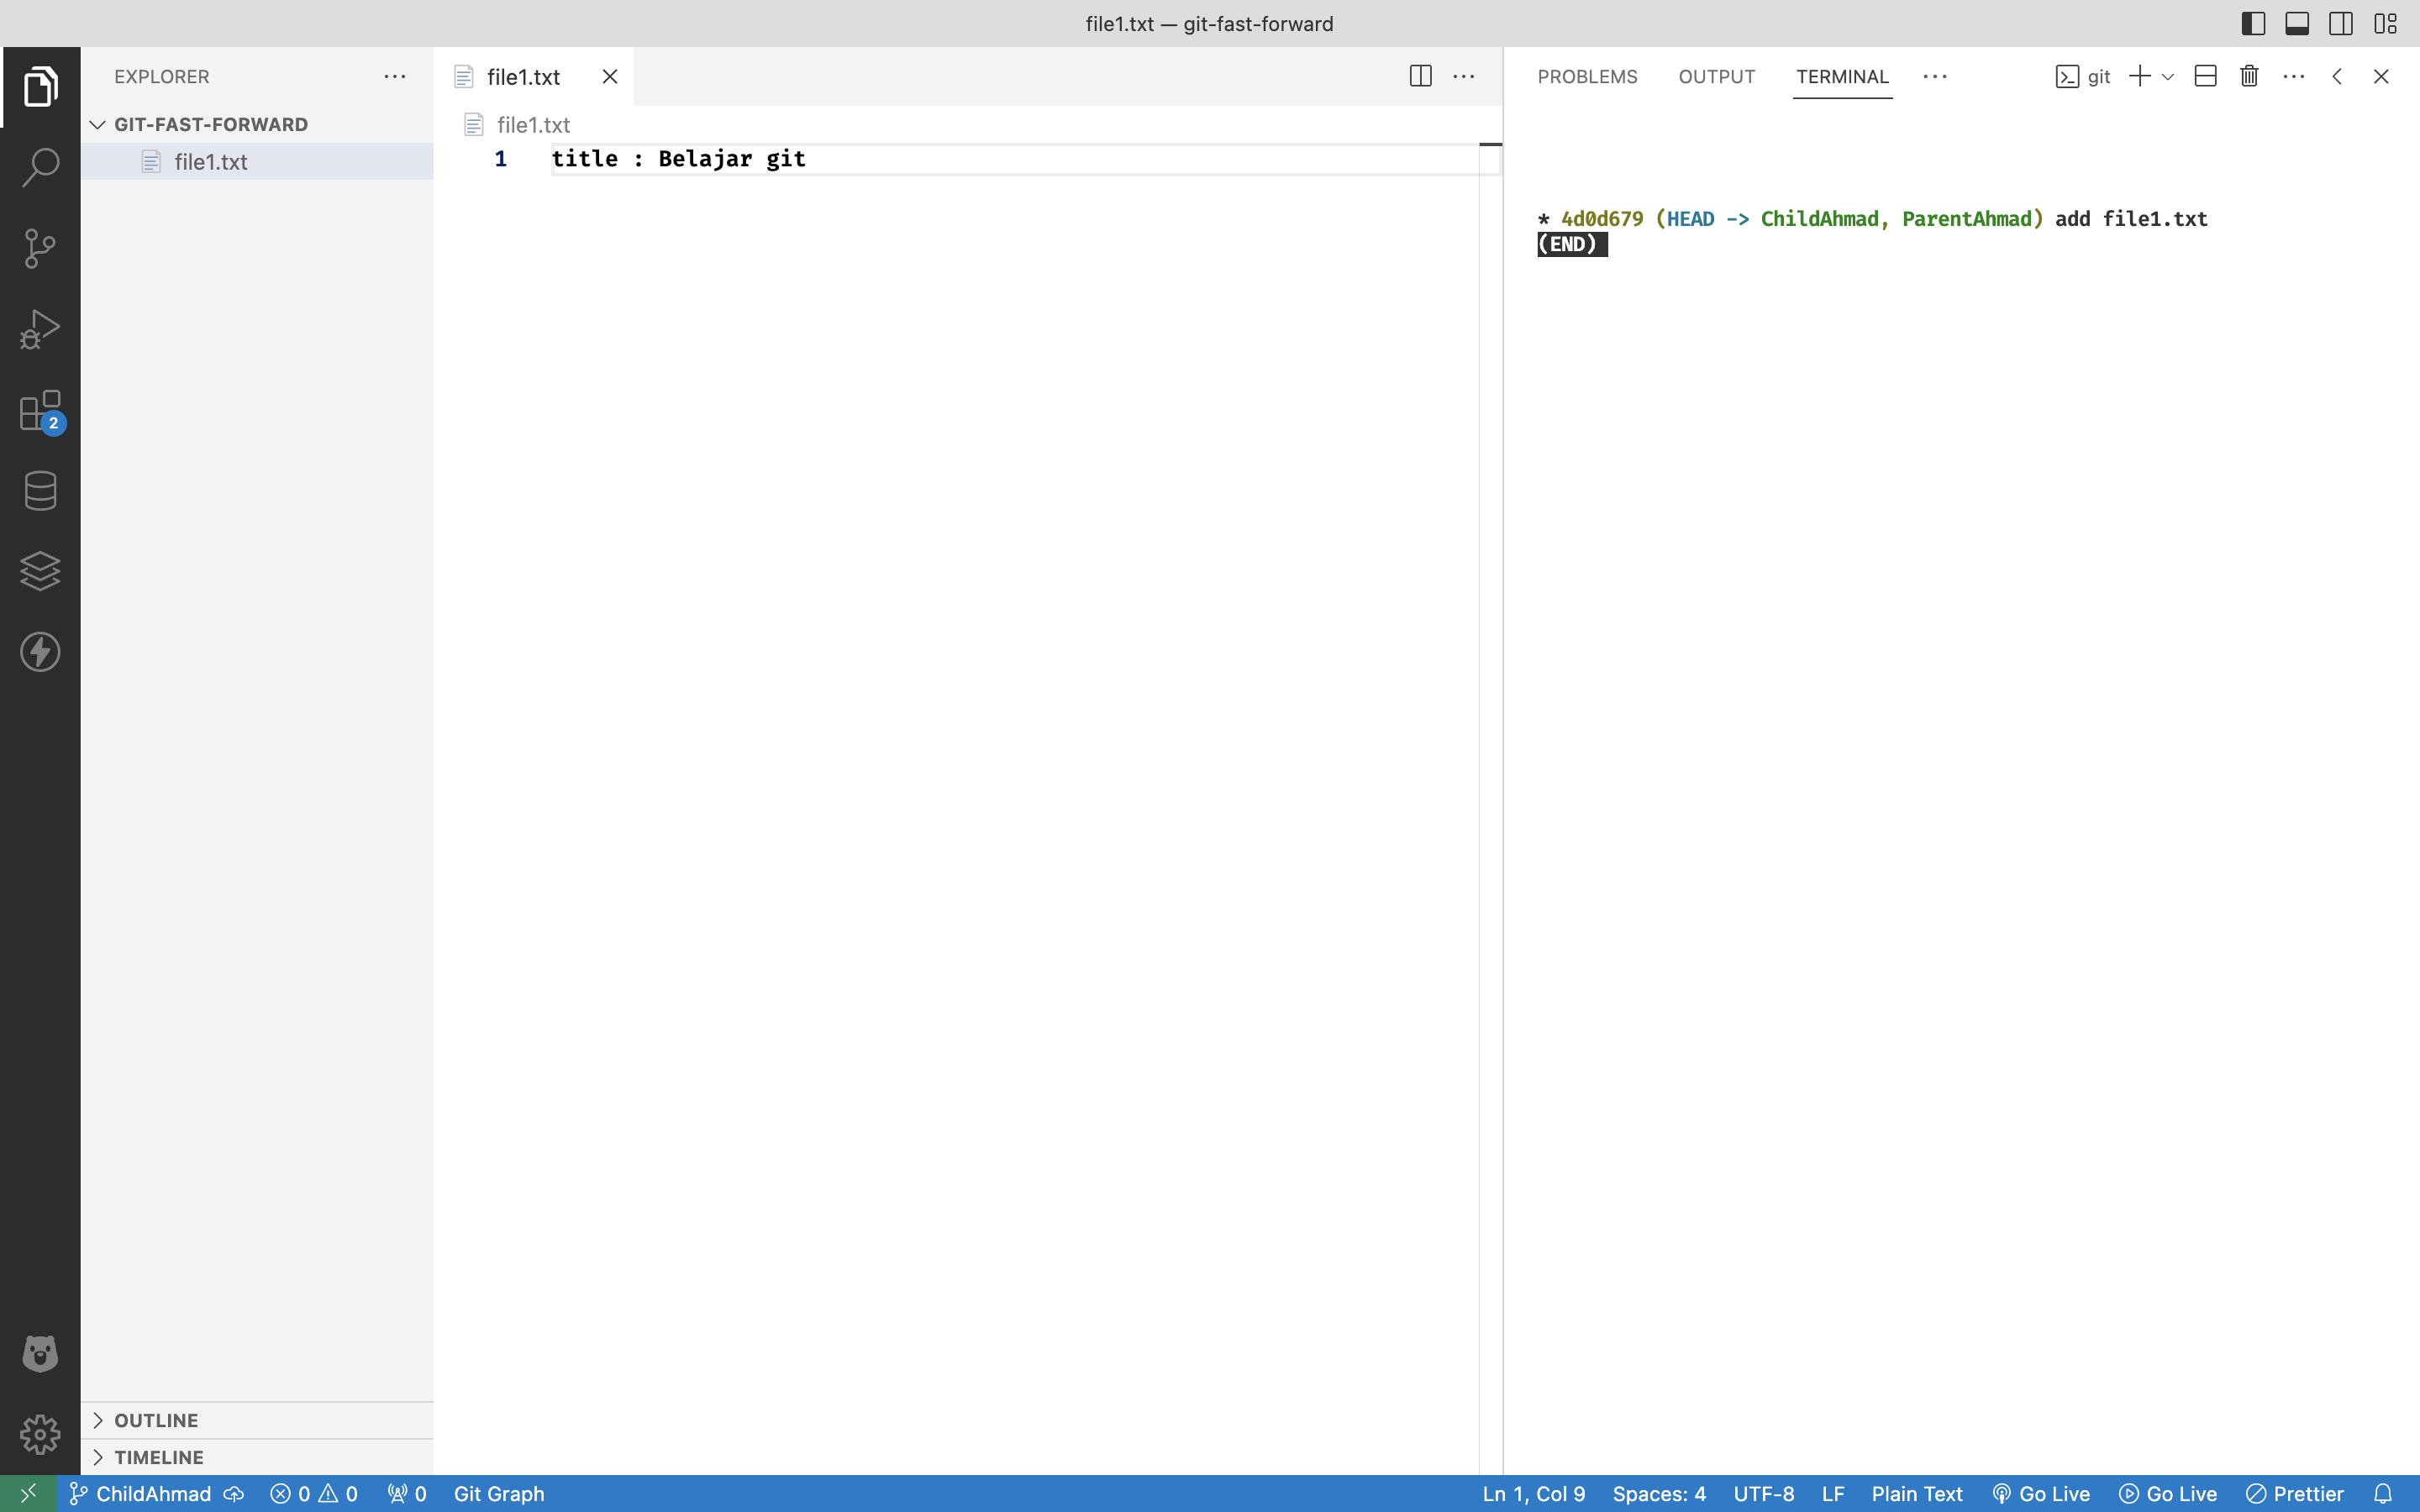 file1.txt — git-fast-forward
EXPLORER
GIT-FAST-FORWARD
file1.txt
2
OUTLINE
TIMELINE
file1.txt
file1.txt
1 title : Belajar git
PROBLEMS OUTPUT TERMINAL git
* 4d0d679 (HEAD -> ChildAhmad, ParentAhmad) add file1.txt
(END)
ChildAhmad 0 0 0 Git Graph Ln 1, Col 9 Spaces: 4 UTF-8 LF Plain Text Go Live Go Live Prettier